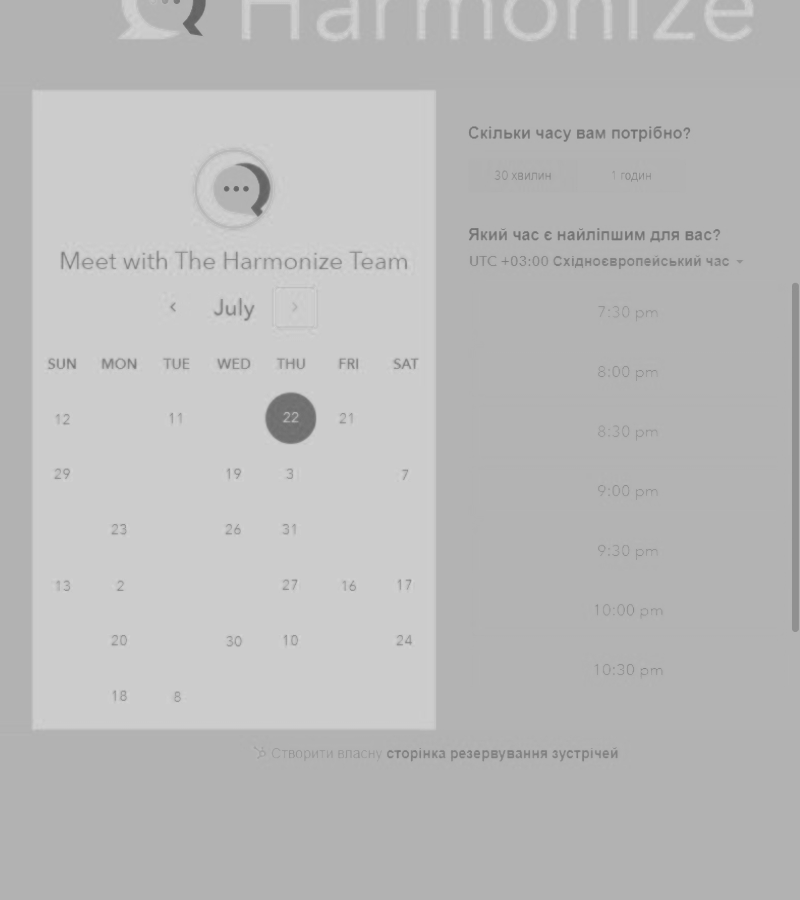 Harmonize
Meet with The Harmonize Team
July
SUN MON TUE WED THU FRI SAT
12 11 22 21
29 19 3 7
23 26 31
13 2 27 16 17
20 30 10 24
18 8
Скільки часу вам потрібно?
30 хвилин 1 годин
Який час є найліпшим для вас?
UTC +03:00 Східноєвропейський час
7:30 pm
8:00 pm
8:30 pm
9:00 pm
9:30 pm
10:00 pm
10:30 pm
Створити власну сторінка резервування зустрічей